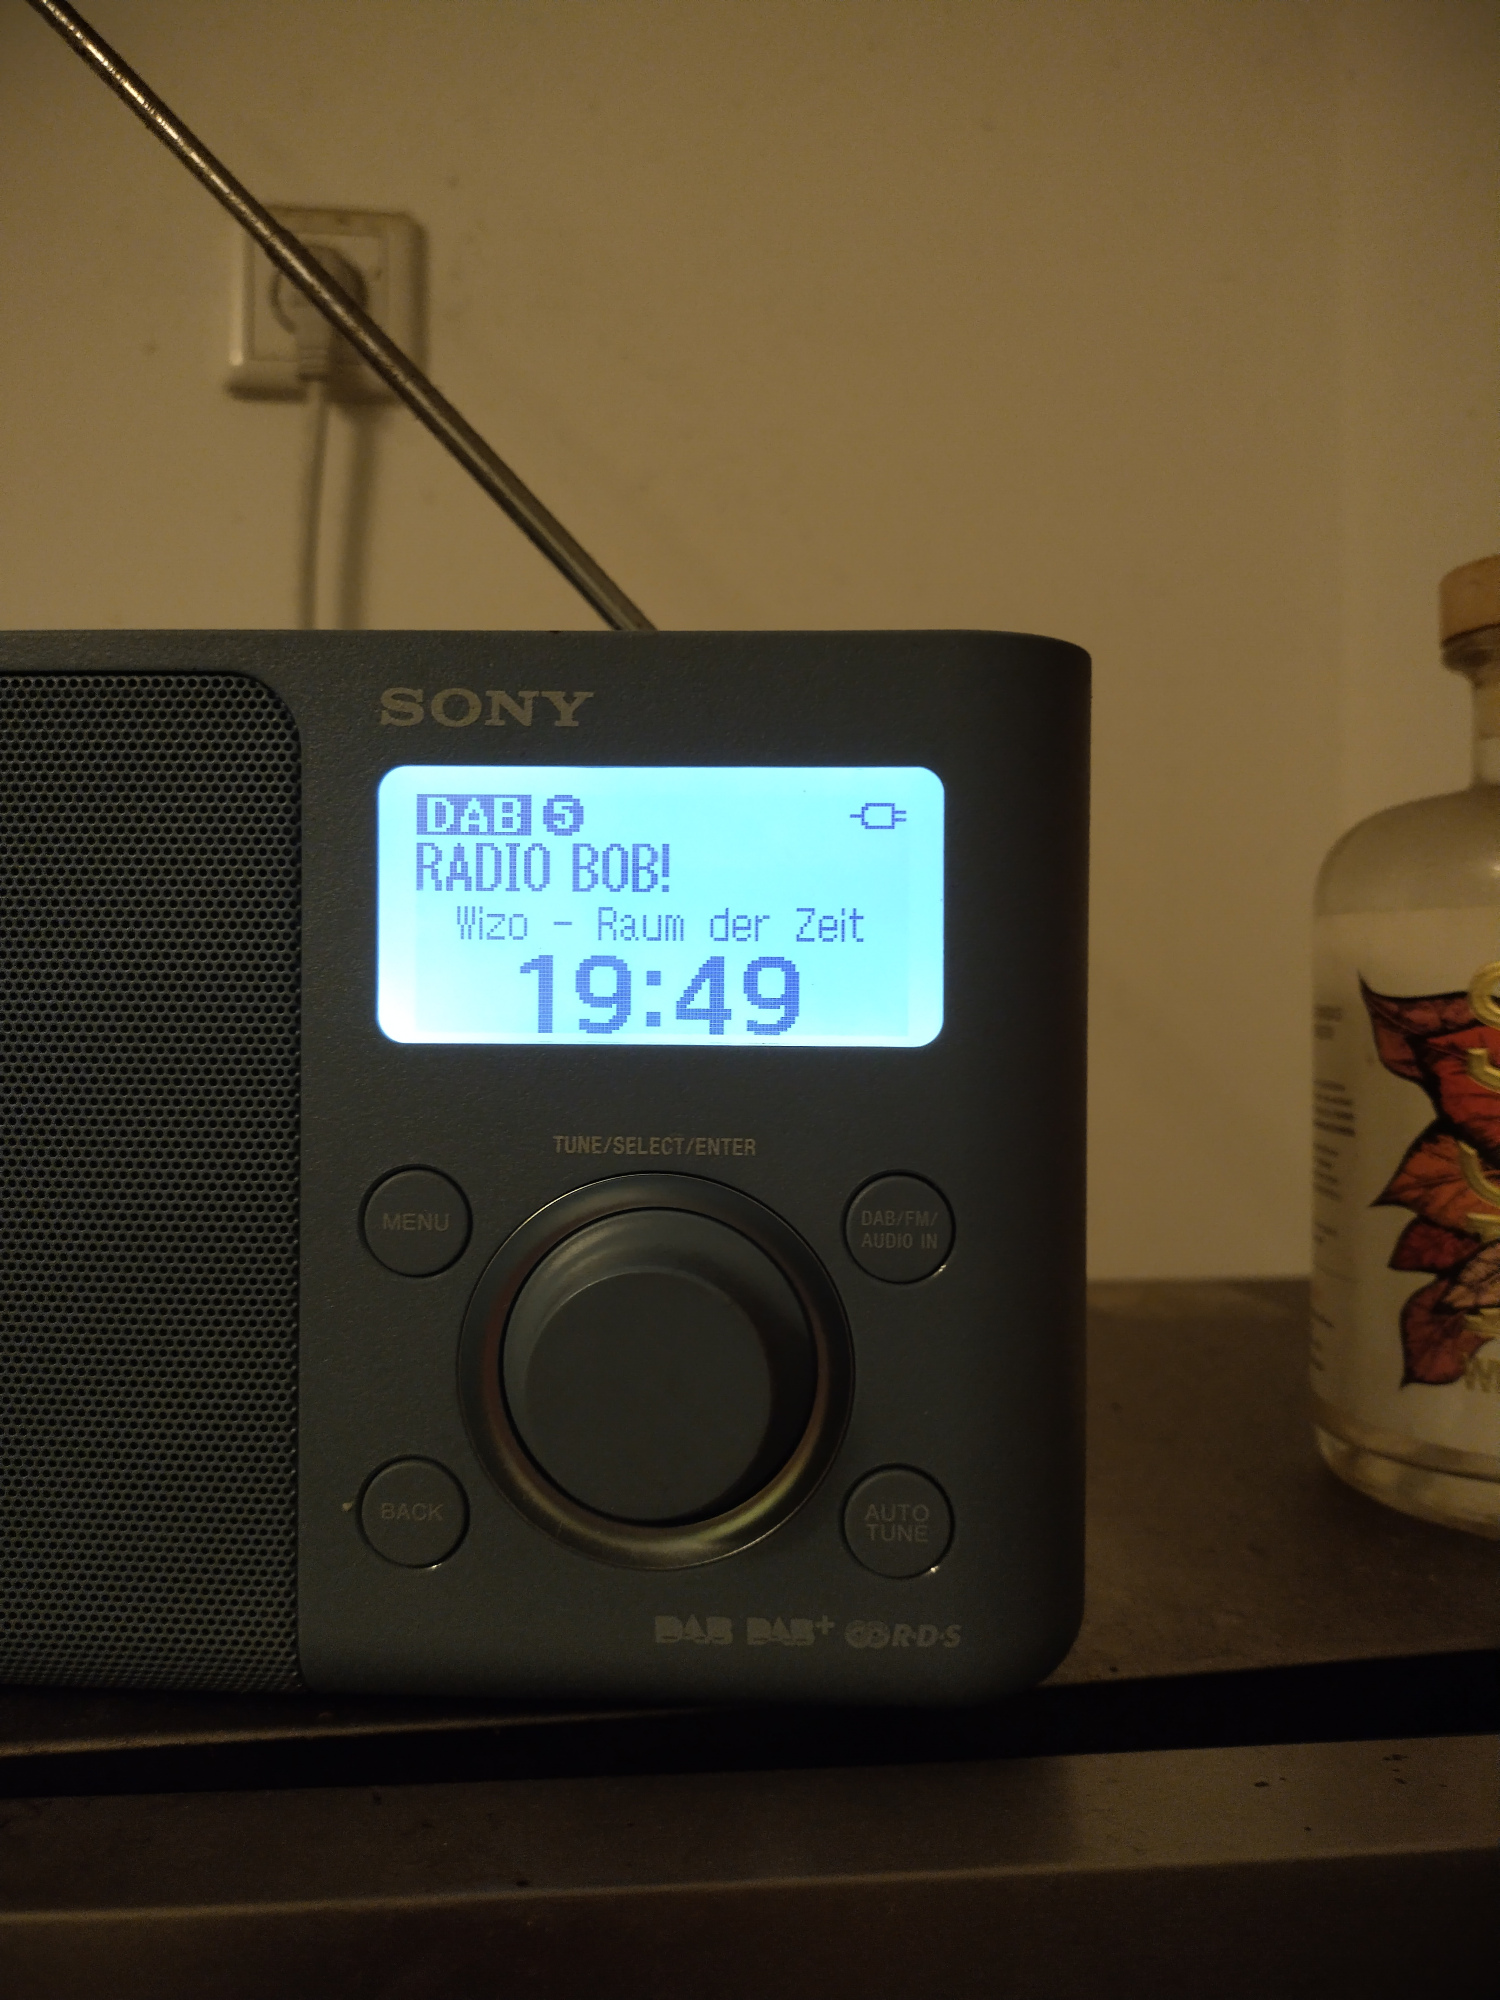 SONY
DAB 5
RADIO BOB!
Wizo - Raum der Zeit
19:49
TUNE/SELECT/ENTER
MENU
DAB/FM/
AUDIO IN
BACK
AUTO
TUNE
DAB DAB+ R·D·S